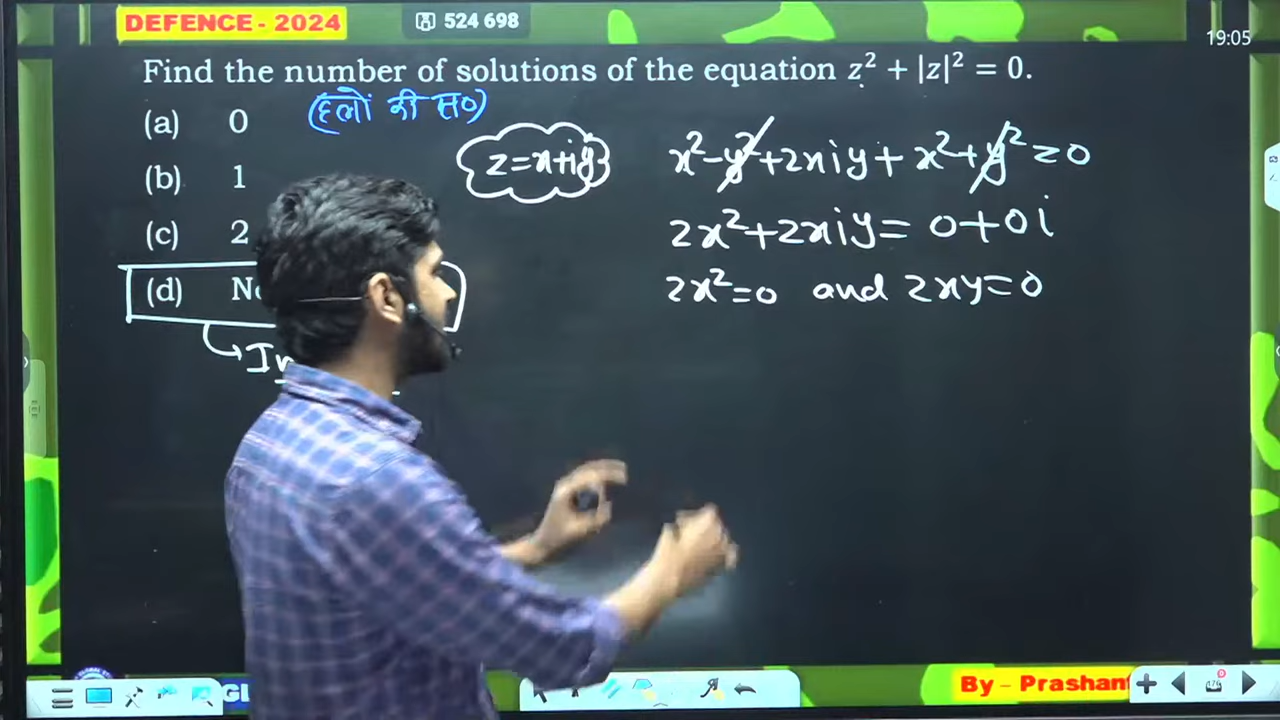 DEFENCE - 2024
524 698
19:05
Find the number of solutions of the equation z² + |z|² = 0.
(हलों की सं०)
(a) 0
(b) 1
(c) 2
(d)
z=x+iy
x²-y²+2xiy+x²+y²=0
2x²+2xiy=0+0i
2x²=0 and 2xy=0
By - Prashant